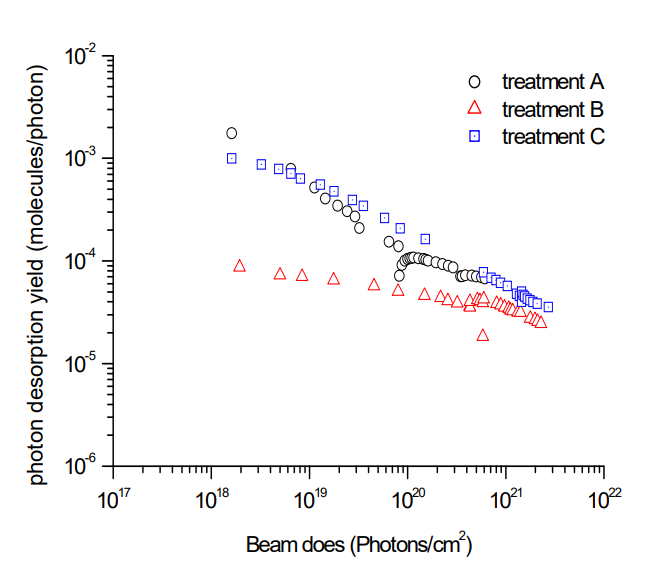 10⁻²
treatment A
treatment B
treatment C
10⁻³
10⁻⁴
10⁻⁵
10⁻⁶
photon desorption yield (molecules/photon)
10¹⁷ 10¹⁸ 10¹⁹ 10²⁰ 10²¹ 10²²
Beam does (Photons/cm²)